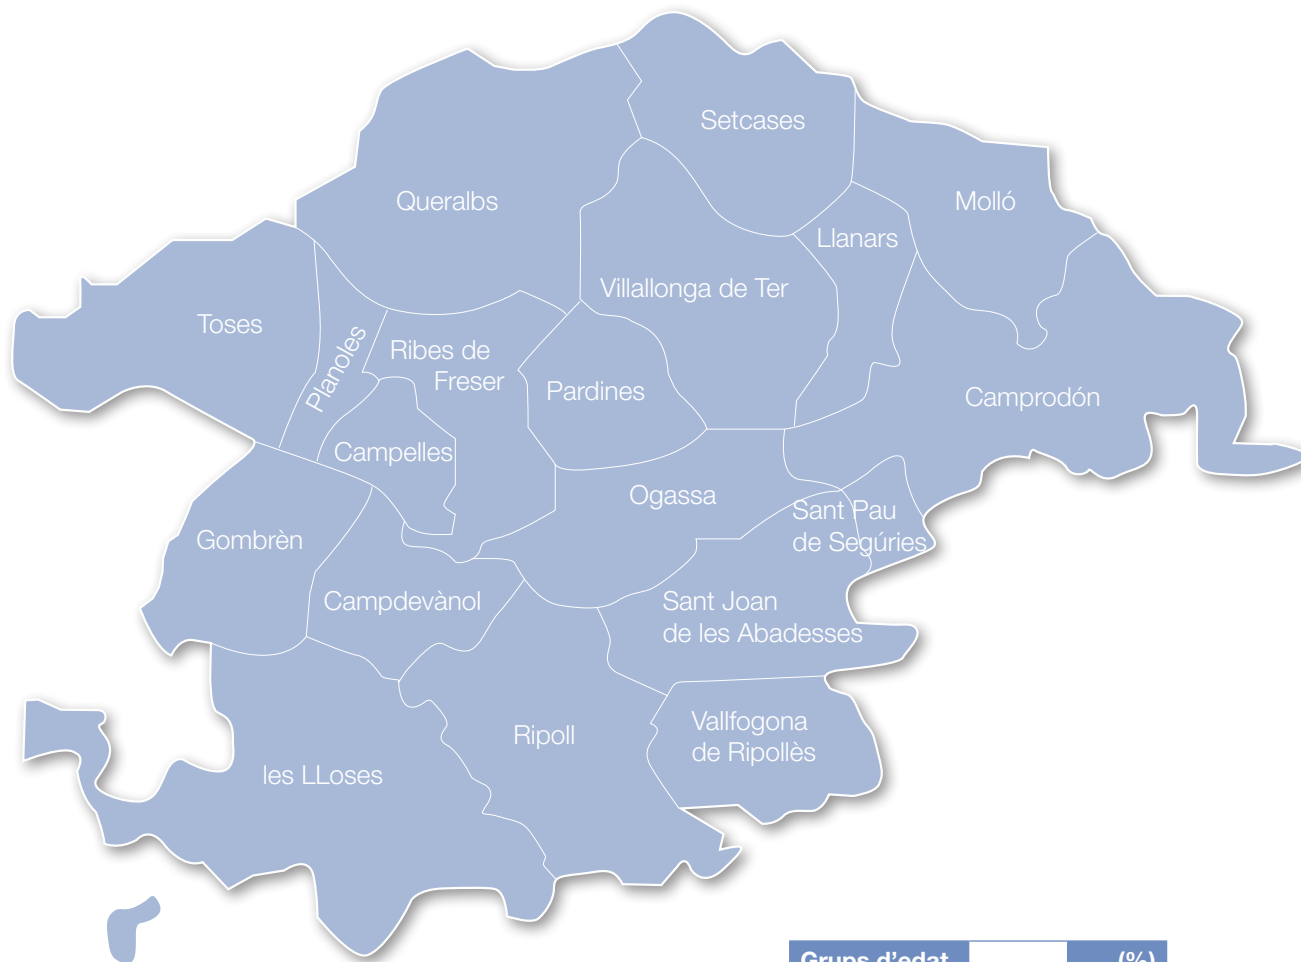 Setcases
Queralbs
Molló
Llanars
Villallonga de Ter
Toses
Planoles
Ribes de
Freser
Pardines
Camprodón
Campelles
Ogassa
Sant Pau
de Segúries
Gombrèn
Campdevànol
Sant Joan
de les Abadesses
Ripoll
Vallfogona
de Ripollès
les LLoses
Grups d'edat (%)